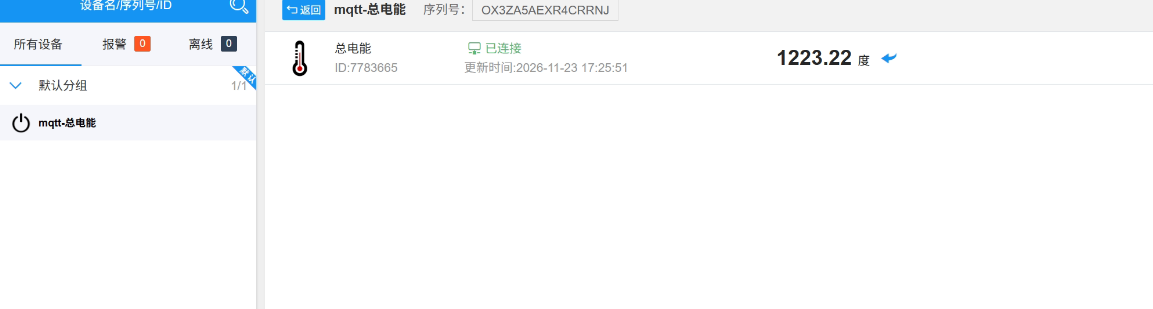 设备名/序列号/ID
所有设备 报警 0 离线 0
默认分组 1/1 默认
mqtt-总电能
返回 mqtt-总电能 序列号: OX3ZA5AEXR4CRRNJ
总电能 已连接
ID:7783665 更新时间:2026-11-23 17:25:51
1223.22 度